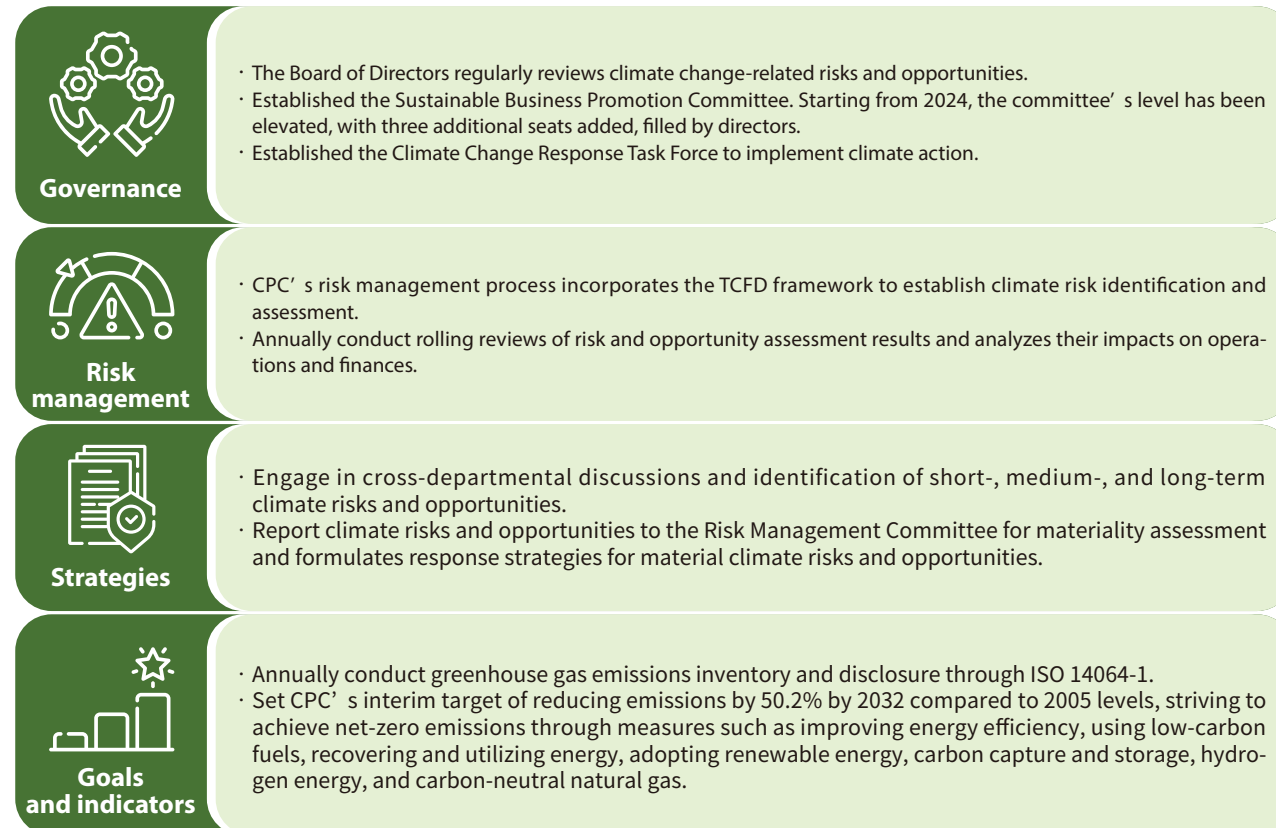 Governance
· The Board of Directors regularly reviews climate change-related risks and opportunities.
· Established the Sustainable Business Promotion Committee. Starting from 2024, the committee’ s level has been
elevated, with three additional seats added, filled by directors.
· Established the Climate Change Response Task Force to implement climate action.
Risk
management
· CPC’ s risk management process incorporates the TCFD framework to establish climate risk identification and
assessment.
· Annually conduct rolling reviews of risk and opportunity assessment results and analyzes their impacts on opera-
tions and finances.
Strategies
· Engage in cross-departmental discussions and identification of short-, medium-, and long-term
climate risks and opportunities.
· Report climate risks and opportunities to the Risk Management Committee for materiality assessment
and formulates response strategies for material climate risks and opportunities.
Goals
and indicators
· Annually conduct greenhouse gas emissions inventory and disclosure through ISO 14064-1.
· Set CPC’ s interim target of reducing emissions by 50.2% by 2032 compared to 2005 levels, striving to
achieve net-zero emissions through measures such as improving energy efficiency, using low-carbon
fuels, recovering and utilizing energy, adopting renewable energy, carbon capture and storage, hydro-
gen energy, and carbon-neutral natural gas.